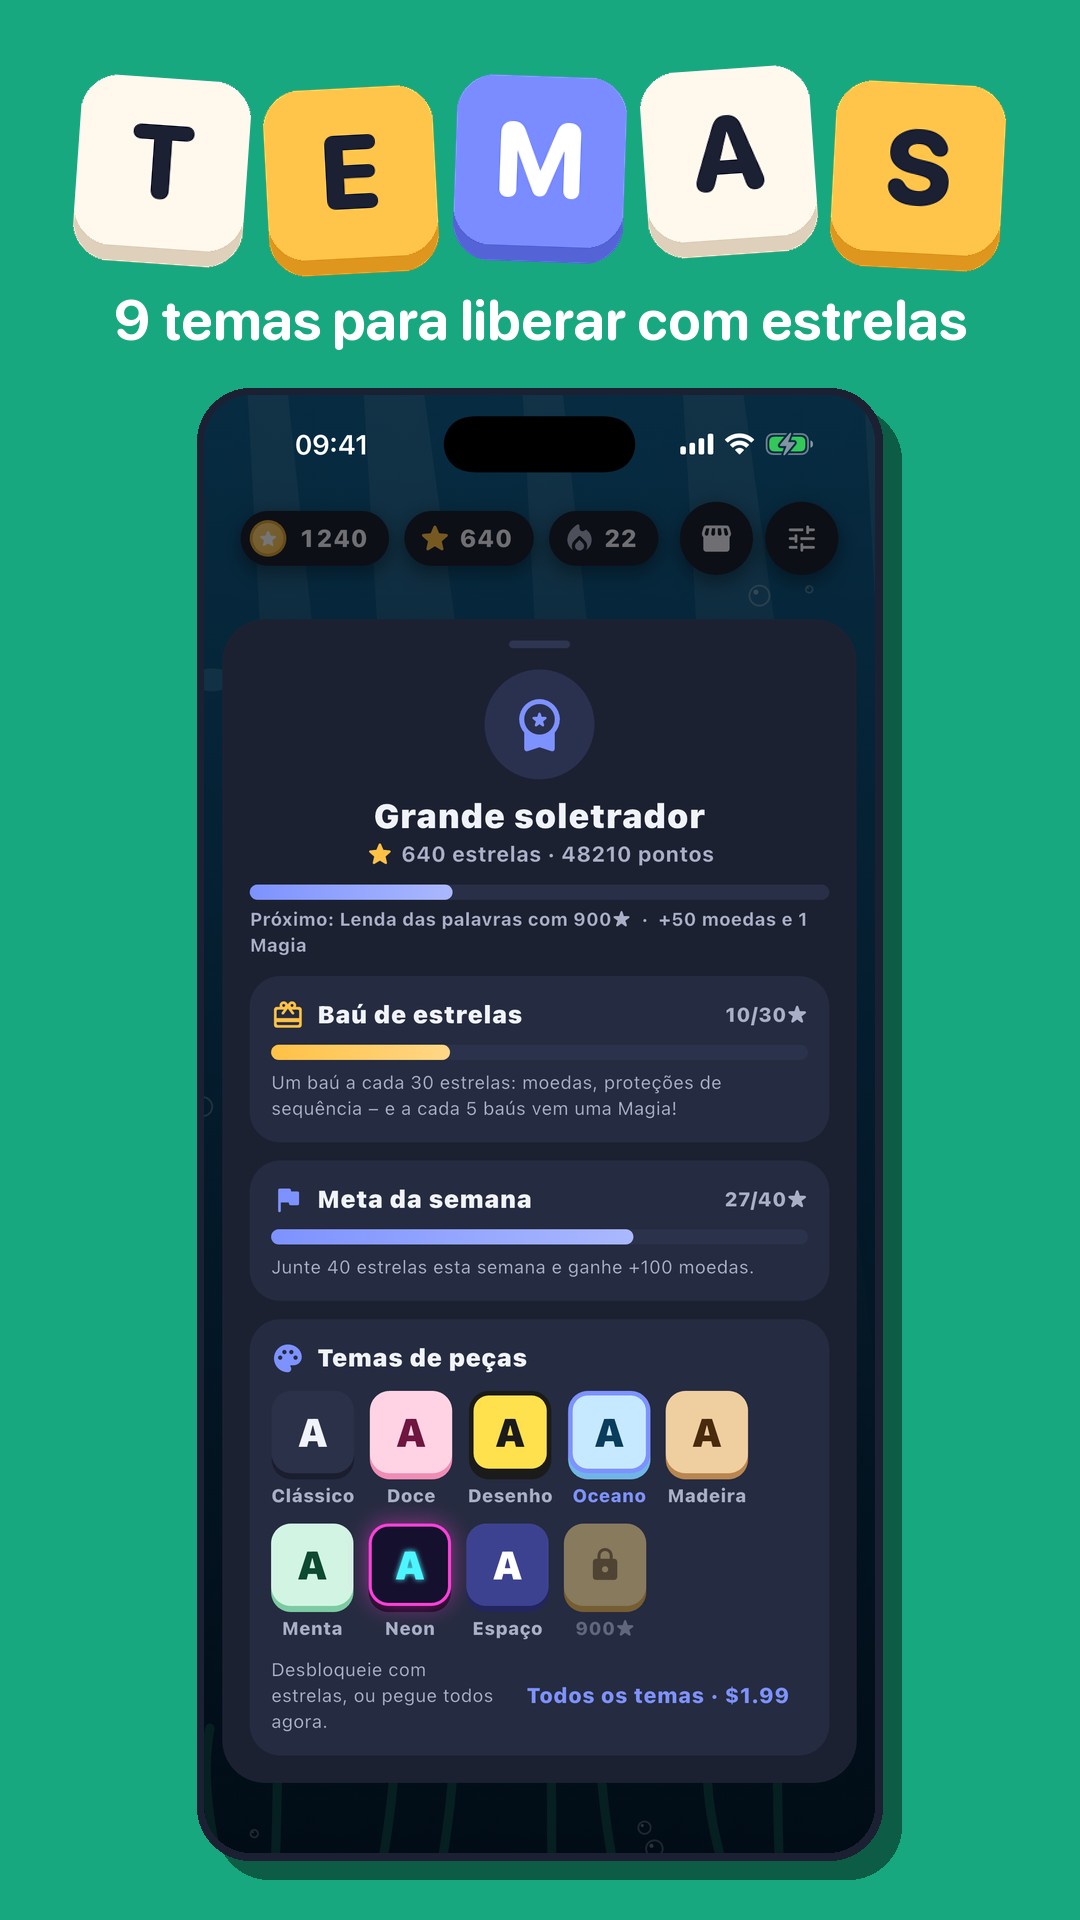 TEMAS
9 temas para liberar com estrelas
09:41
1240 640 22
Grande soletrador
640 estrelas · 48210 pontos
Próximo: Lenda das palavras com 900★ · +50 moedas e 1
Magia
Baú de estrelas 10/30★
Um baú a cada 30 estrelas: moedas, proteções de
sequência – e a cada 5 baús vem uma Magia!
Meta da semana 27/40★
Junte 40 estrelas esta semana e ganhe +100 moedas.
Temas de peças
A A A A A
Clássico Doce Desenho Oceano Madeira
A A A
Menta Neon Espaço 900★
Desbloqueie com
estrelas, ou pegue todos
agora.
Todos os temas · $1.99